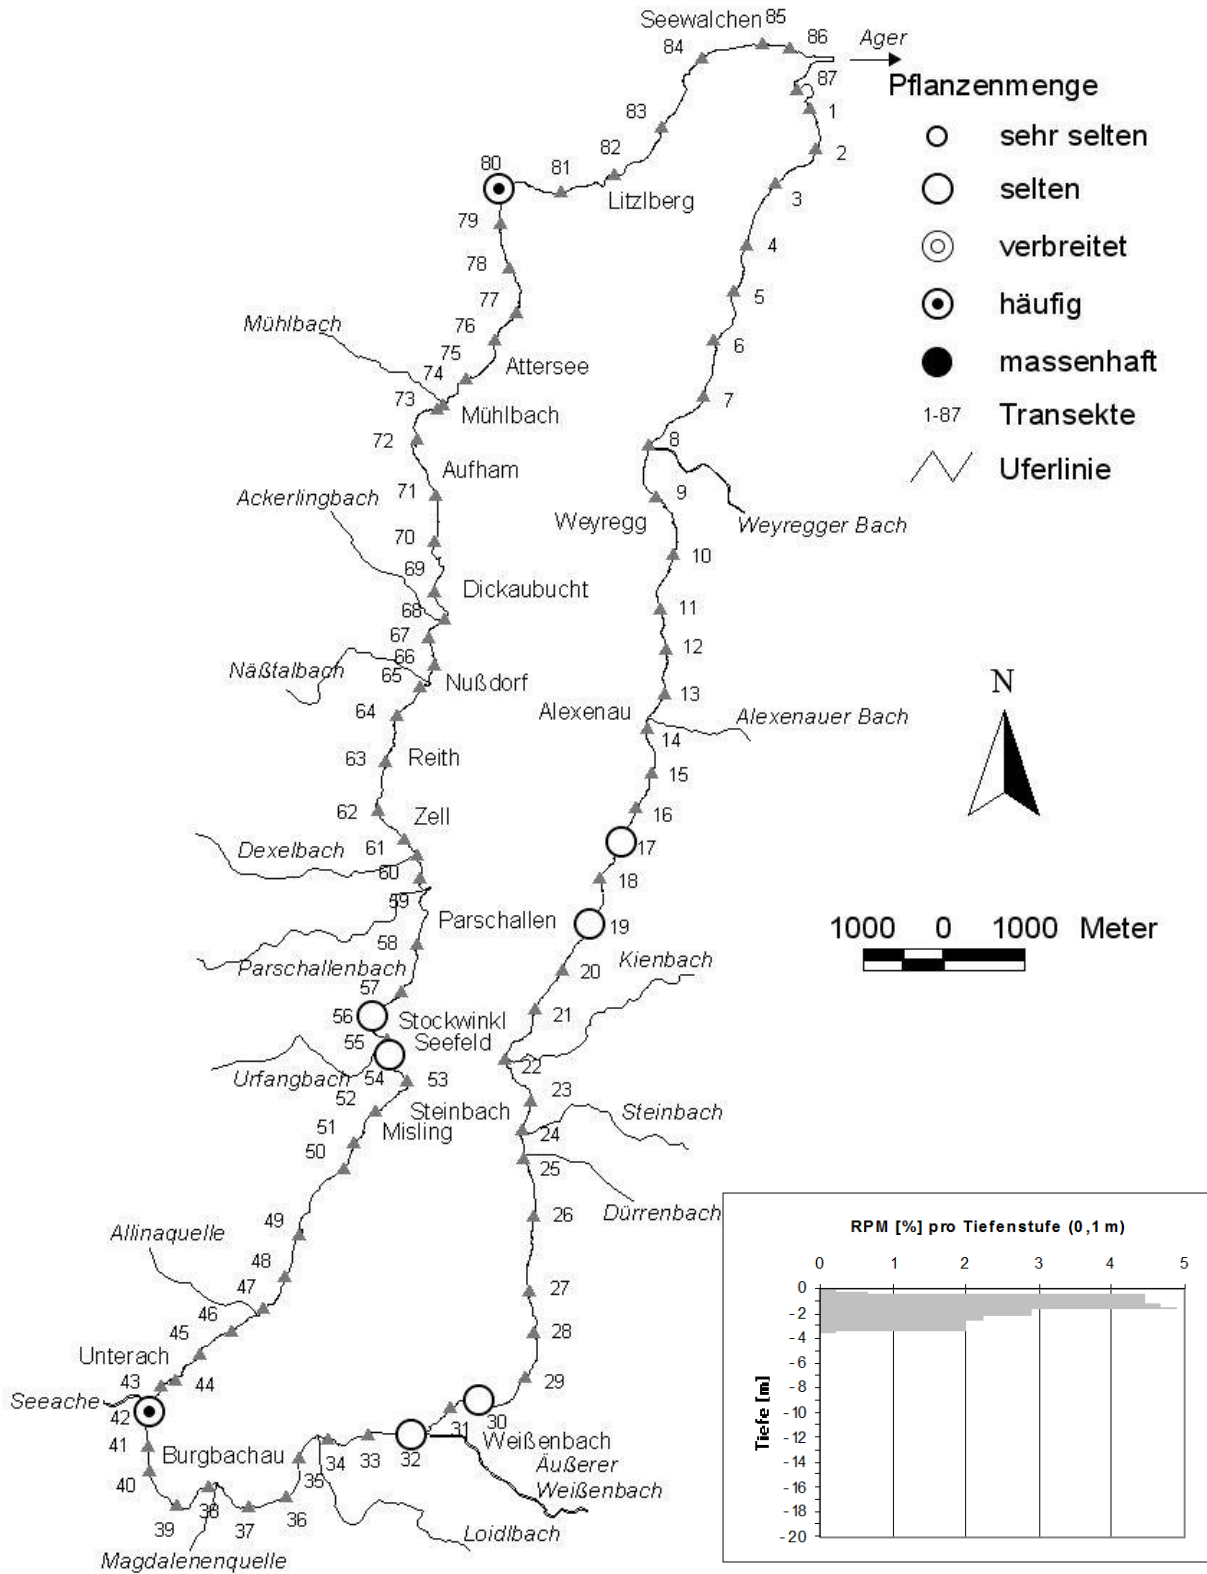 Seewalchen
85
86
84
Ager
87
Pflanzenmenge
1
83
sehr selten
2
82
80
81
3
selten
Litzlberg
79
4
verbreitet
78
5
77
häufig
Mühlbach
76
6
75
Attersee
massenhaft
74
7
73
Mühlbach
1-87
Transekte
72
8
Aufham
Uferlinie
71
9
Ackerlingbach
Weyregg
Weyregger Bach
70
10
69
Dickaubucht
11
68
67
12
66
Näßtalbach
65
Nußdorf
N
13
64
Alexenau
Alexenauer Bach
14
63
Reith
15
62
Zell
16
61
Dexelbach
17
60
18
59
Parschallen
19
1000 0 1000 Meter
58
Kienbach
Parschallenbach
20
57
56
Stockwinkl
21
55
Seefeld
22
Urfangbach
54
53
23
52
Steinbach
Steinbach
51
Misling
24
50
25
Dürrenbach
26
49
Allinaquelle
48
27
47
46
28
45
Unterach
29
43
44
Seeache
42
30
31
41
Burgbachau
32
33
34
Weißenbach
35
Äußerer
Weißenbach
40
36
39
38
37
Loidlbach
Magdalenenquelle
RPM [%] pro Tiefenstufe (0,1 m)
0 1 2 3 4 5
Tiefe [m]
0
-2
-4
-6
-8
-10
-12
-14
-16
-18
-20